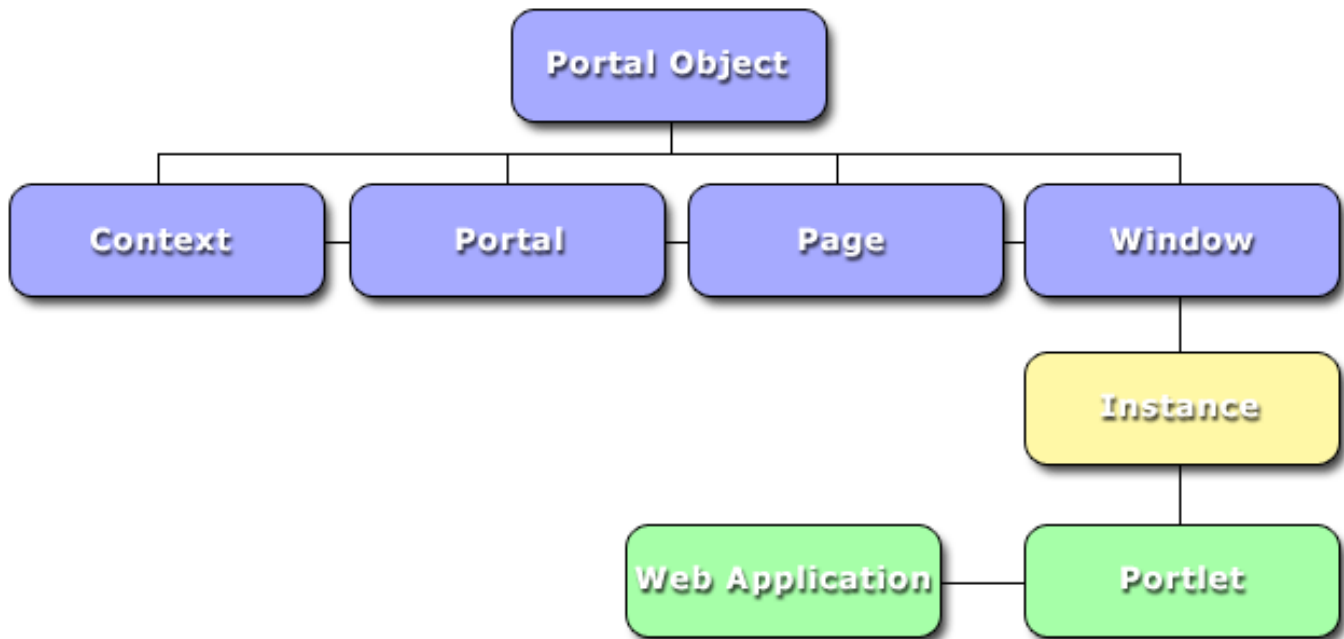 Portal Object
Context
Portal
Page
Window
Instance
Web Application
Portlet